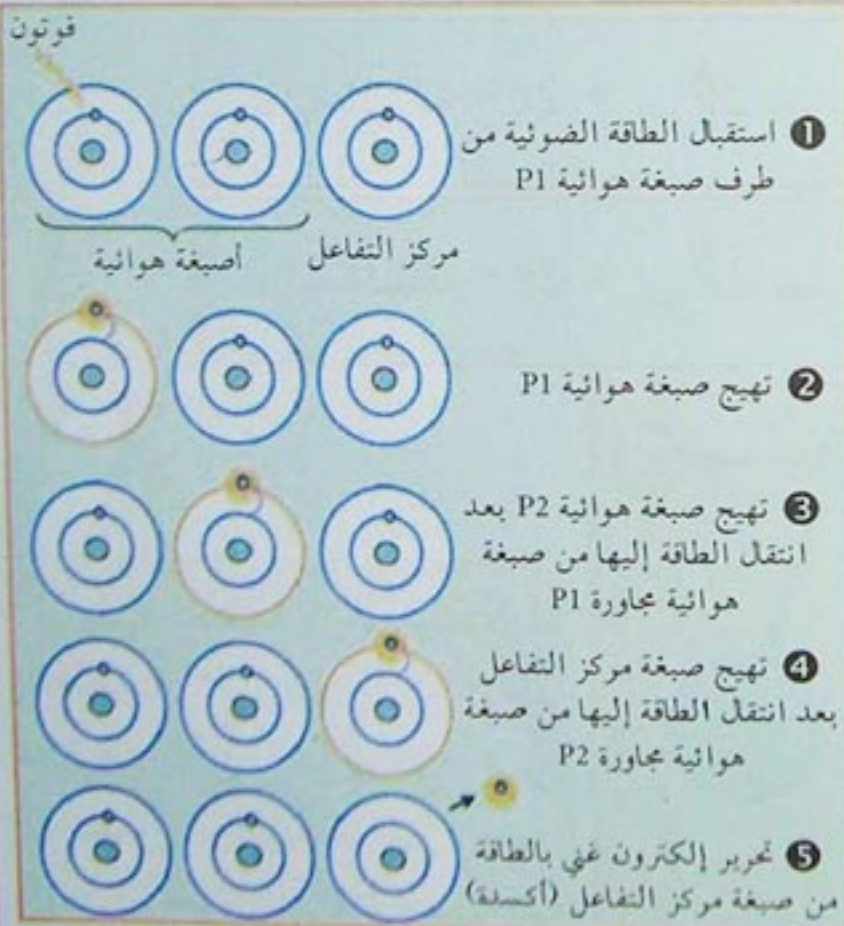 فوتون
❶ استقبال الطاقة الضوئية من
طرف صبغة هوائية P1
أصبغة هوائية
مركز التفاعل
❷ تهيج صبغة هوائية P1
❸ تهيج صبغة هوائية P2 بعد
انتقال الطاقة إليها من صبغة
هوائية مجاورة P1
❹ تهيج صبغة مركز التفاعل
بعد انتقال الطاقة إليها من صبغة
هوائية مجاورة P2
❺ تحرير إلكترون غني بالطاقة
من صبغة مركز التفاعل (أكسدة)